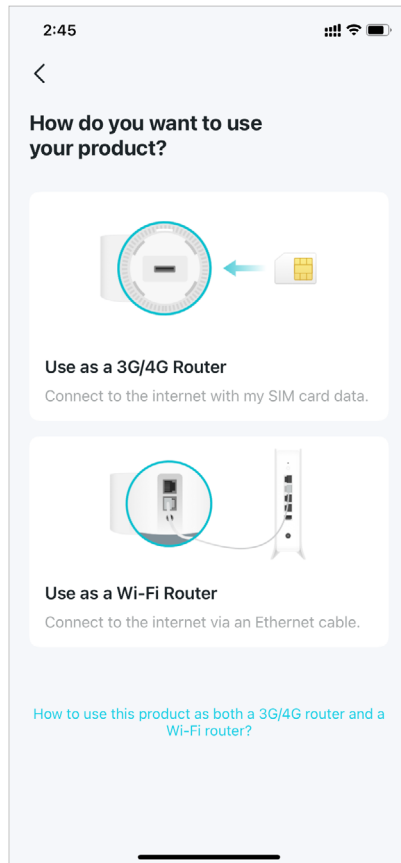 2:45
How do you want to use
your product?
Use as a 3G/4G Router
Connect to the internet with my SIM card data.
Use as a Wi-Fi Router
Connect to the internet via an Ethernet cable.
How to use this product as both a 3G/4G router and a
Wi-Fi router?